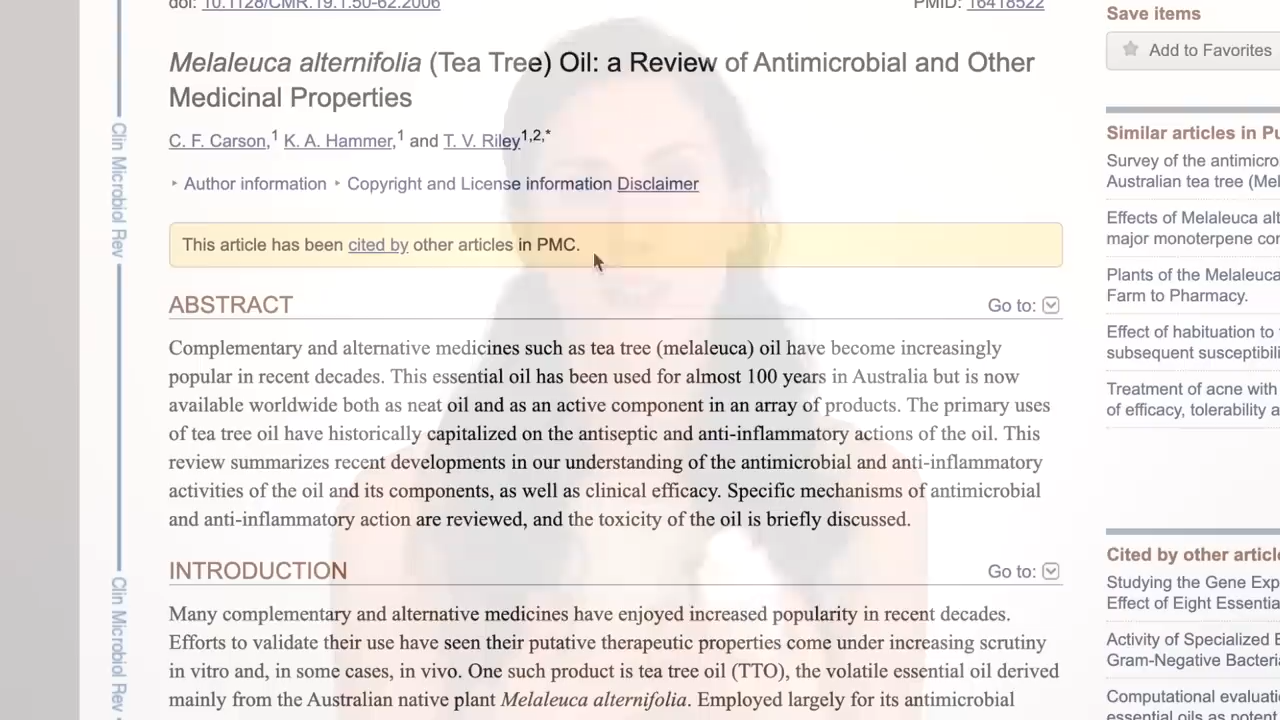 doi: 10.1128/CMR.19.1.50-62.2006
PMID: 16418522
Melaleuca alternifolia (Tea Tree) Oil: a Review of Antimicrobial and Other
Medicinal Properties
C. F. Carson,1 K. A. Hammer,1 and T. V. Riley1,2,*
Author information Copyright and License information Disclaimer
This article has been cited by other articles in PMC.
ABSTRACT
Go to:
Complementary and alternative medicines such as tea tree (melaleuca) oil have become increasingly
popular in recent decades. This essential oil has been used for almost 100 years in Australia but is now
available worldwide both as neat oil and as an active component in an array of products. The primary uses
of tea tree oil have historically capitalized on the antiseptic and anti-inflammatory actions of the oil. This
review summarizes recent developments in our understanding of the antimicrobial and anti-inflammatory
activities of the oil and its components, as well as clinical efficacy. Specific mechanisms of antimicrobial
and anti-inflammatory action are reviewed, and the toxicity of the oil is briefly discussed.
INTRODUCTION
Go to:
Many complementary and alternative medicines have enjoyed increased popularity in recent decades.
Efforts to validate their use have seen their putative therapeutic properties come under increasing scrutiny
in vitro and, in some cases, in vivo. One such product is tea tree oil (TTO), the volatile essential oil derived
mainly from the Australian native plant Melaleuca alternifolia. Employed largely for its antimicrobial
Clin Microbiol Rev
Clin Microbiol Rev
Save items
Add to Favorites
Similar articles in Pu
Survey of the antimicro
Australian tea tree (Mel
Effects of Melaleuca alt
major monoterpene con
Plants of the Melaleuca
Farm to Pharmacy.
Effect of habituation to
subsequent susceptibili
Treatment of acne with
of efficacy, tolerability a
Cited by other article
Studying the Gene Exp
Effect of Eight Essentia
Activity of Specialized B
Gram-Negative Bacteria
Computational evaluati
essential oils as potent